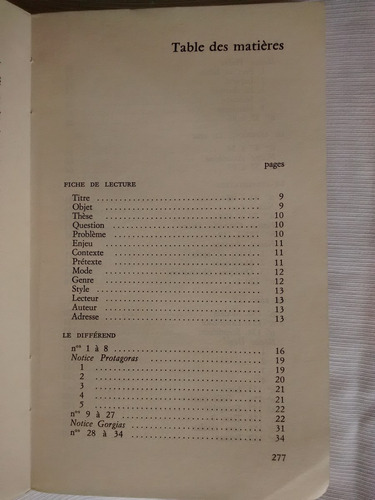 Table des matières
pages
FICHE DE LECTURE
Titre ........................ 9
Objet ........................ 9
Thèse ........................ 10
Question ........................ 10
Problème ........................ 10
Enjeu ........................ 11
Contexte ........................ 11
Prétexte ........................ 11
Mode ........................ 12
Genre ........................ 12
Style ........................ 13
Lecteur ........................ 13
Auteur ........................ 13
Adresse ........................ 13
LE DIFFÉREND
nos 1 à 8 ........................ 16
Notice Protagoras ........................ 19
1 ........................ 19
2 ........................ 20
3 ........................ 21
4 ........................ 21
5 ........................ 22
nos 9 à 27 ........................ 22
Notice Gorgias ........................ 31
nos 28 à 34 ........................ 34
277